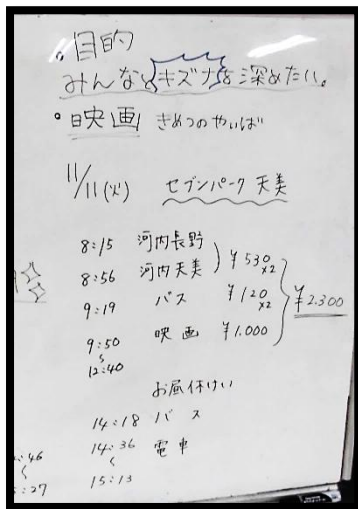 。目的
みんなとキズナを深めたい。
・映画 きめつのやいば
11/11(火) セブンパーク天美
8:15 河内長野
8:56 河内天美 ¥530×2
9:19 バス ¥120×2
¥2.300
9:50 映画 ¥1.000
〜
12:40
お昼休けい
14:18 バス
14:36 電車
〜
15:13
:46
〜
:27